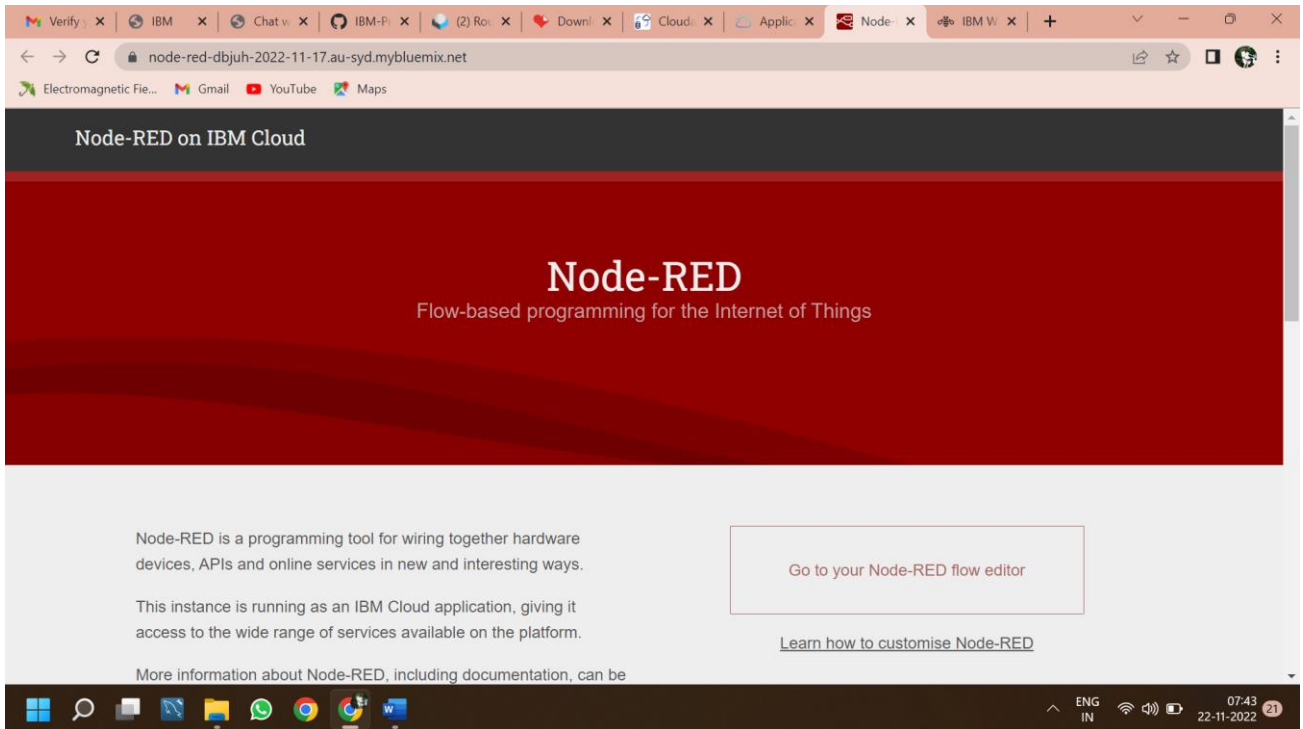 Verify y IBM Chat w IBM-Pr (2) Rou Downl Clouda Applic Node- IBM W
node-red-dbjuh-2022-11-17.au-syd.mybluemix.net
Electromagnetic Fie... Gmail YouTube Maps
Node-RED on IBM Cloud
Node-RED
Flow-based programming for the Internet of Things
Node-RED is a programming tool for wiring together hardware
devices, APIs and online services in new and interesting ways.
This instance is running as an IBM Cloud application, giving it
access to the wide range of services available on the platform.
More information about Node-RED, including documentation, can be
Go to your Node-RED flow editor
Learn how to customise Node-RED
ENG
IN
07:43
22-11-2022
21